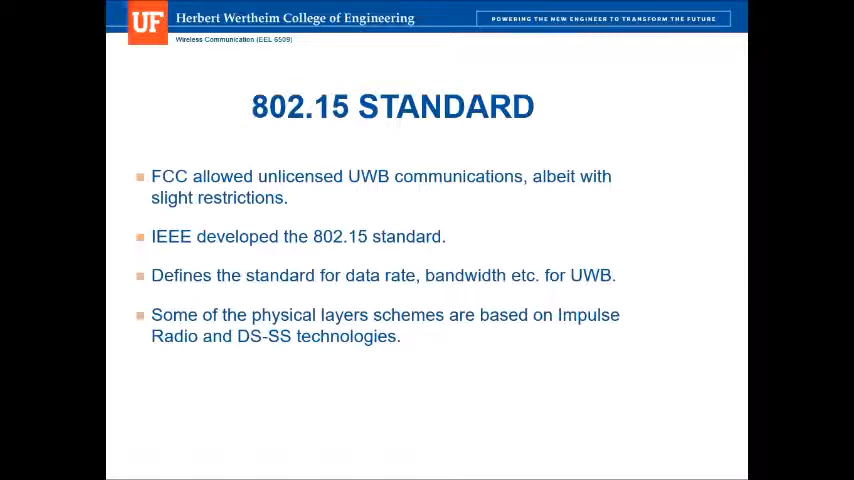 UF Herbert Wertheim College of Engineering
POWERING THE NEW ENGINEER TO TRANSFORM THE FUTURE
Wireless Communication (EEL 6509)
802.15 STANDARD
FCC allowed unlicensed UWB communications, albeit with
slight restrictions.
IEEE developed the 802.15 standard.
Defines the standard for data rate, bandwidth etc. for UWB.
Some of the physical layers schemes are based on Impulse
Radio and DS-SS technologies.